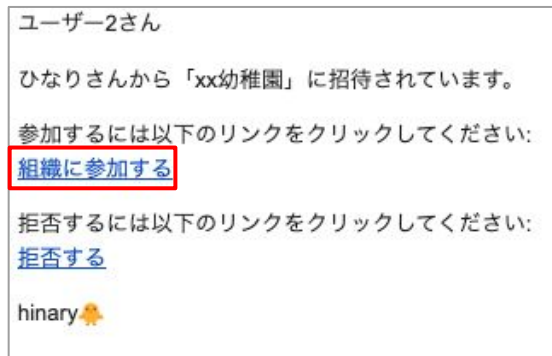 ユーザー2さん
ひなりさんから「xx幼稚園」に招待されています。
参加するには以下のリンクをクリックしてください:
組織に参加する
拒否するには以下のリンクをクリックしてください:
拒否する
hinary🐥